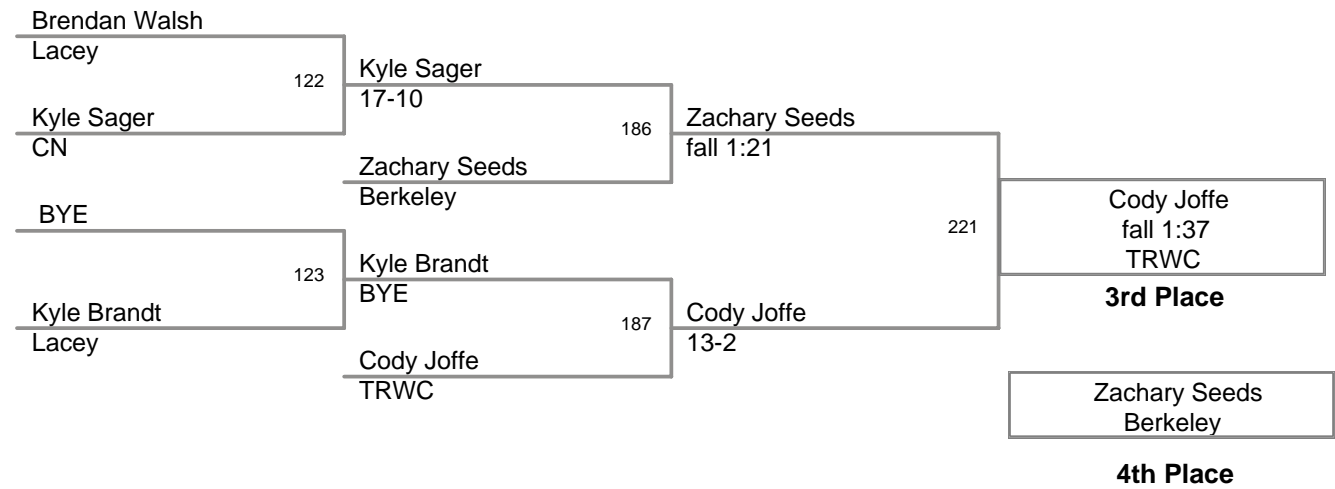 Brendan Walsh
Lacey
122
Kyle Sager
CN
Kyle Sager
17-10
186
Zachary Seeds
Berkeley
Zachary Seeds
fall 1:21
BYE
123
Kyle Brandt
Lacey
Kyle Brandt
BYE
187
Cody Joffe
TRWC
Cody Joffe
13-2
221
Cody Joffe
fall 1:37
TRWC
3rd Place
Zachary Seeds
Berkeley
4th Place